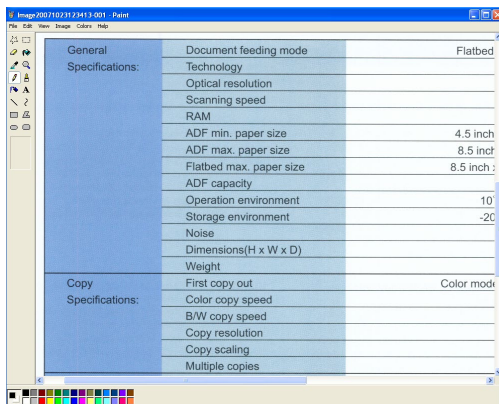 Image20071023123413-001 - Paint
File Edit View Image Colors Help
General Specifications:
Document feeding mode Flatbed
Technology
Optical resolution
Scanning speed
RAM
ADF min. paper size 4.5 inch
ADF max. paper size 8.5 inch
Flatbed max. paper size 8.5 inch x
ADF capacity
Operation environment 10°
Storage environment -20
Noise
Dimensions(H x W x D)
Weight
Copy Specifications:
First copy out Color mode
Color copy speed
B/W copy speed
Copy resolution
Copy scaling
Multiple copies